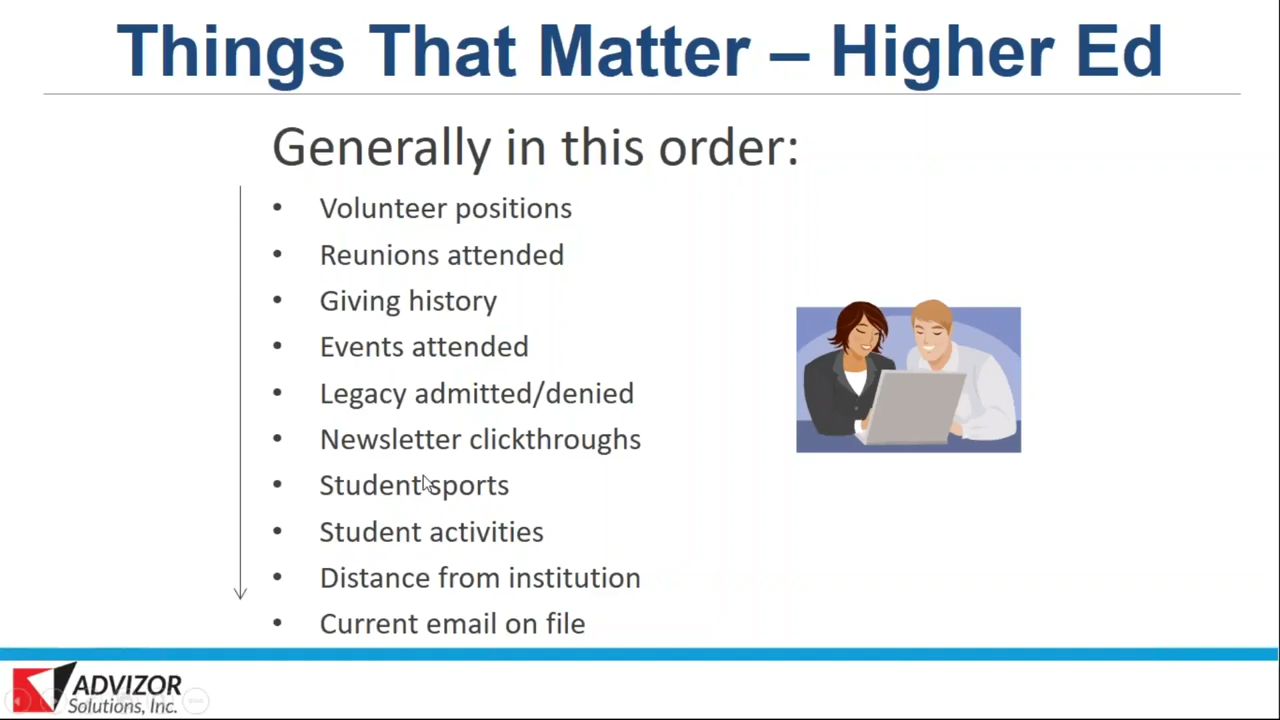 Things That Matter – Higher Ed
Generally in this order:
• Volunteer positions
• Reunions attended
• Giving history
• Events attended
• Legacy admitted/denied
• Newsletter clickthroughs
• Student sports
• Student activities
• Distance from institution
• Current email on file
ADVIZOR
Solutions, Inc.